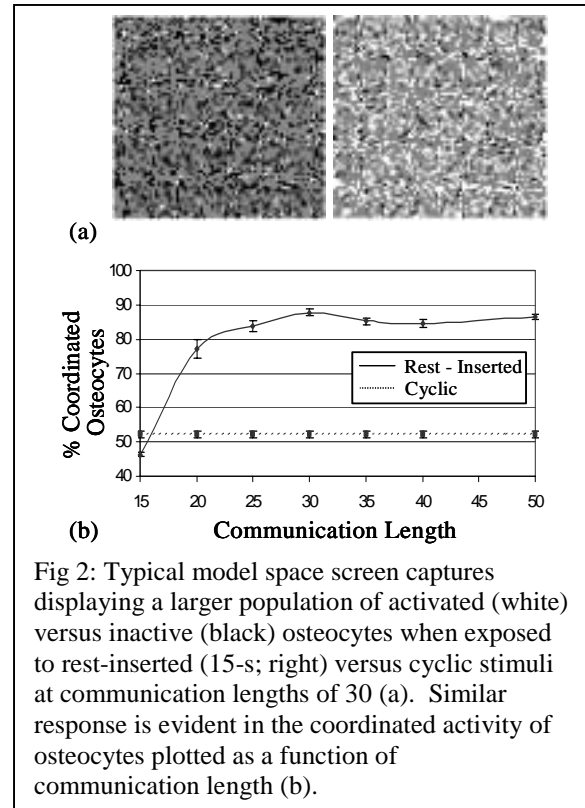 (a)
100
90
80
70
60
50
40
% Coordinated
Osteocytes
Rest - Inserted
Cyclic
15 20 25 30 35 40 45 50
(b) Communication Length
Fig 2: Typical model space screen captures
displaying a larger population of activated (white)
versus inactive (black) osteocytes when exposed
to rest-inserted (15-s; right) versus cyclic stimuli
at communication lengths of 30 (a).  Similar
response is evident in the coordinated activity of
osteocytes plotted as a function of
communication length (b).